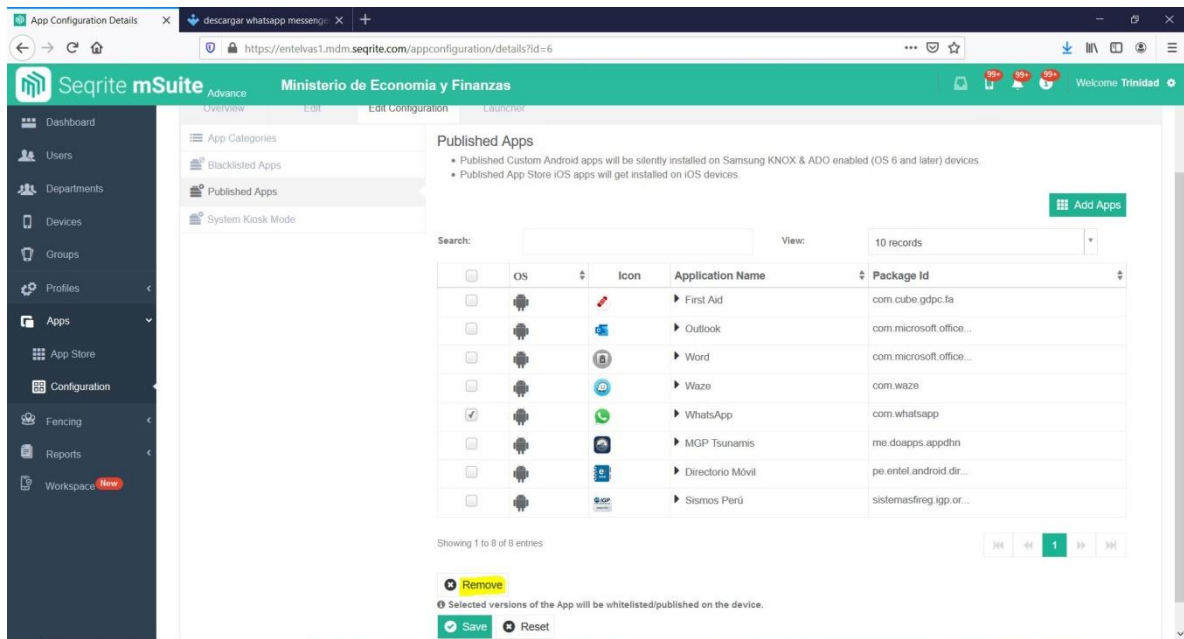 App Configuration Details
descargar whatsapp messenge
https://entelvas1.mdm.seqrite.com/appconfiguration/details?id=6
Seqrite mSuite Advance
Ministerio de Economia y Finanzas
99+ 99+ 99+
Welcome Trinidad
Dashboard
Users
Departments
Devices
Groups
Profiles
Apps
App Store
Configuration
Fencing
Reports
Workspace New
Overview Edit Edit Configuration Launcher
App Categories
Blacklisted Apps
Published Apps
System Kiosk Mode
Published Apps
• Published Custom Android apps will be silently installed on Samsung KNOX & ADO enabled (OS 6 and later) devices.
• Published App Store iOS apps will get installed on iOS devices.
Add Apps
Search: View: 10 records
OS Icon Application Name Package Id
First Aid com.cube.gdpc.fa
Outlook com.microsoft.office...
Word com.microsoft.office...
Waze com.waze
WhatsApp com.whatsapp
MGP Tsunamis me.doapps.appdhn
Directorio Móvil pe.entel.android.dir...
Sismos Perú sistemasfireg.igp.or...
Showing 1 to 8 of 8 entries
1
Remove
Selected versions of the App will be whitelisted/published on the device.
Save Reset